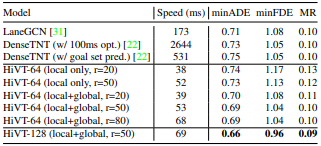 Model Speed (ms) minADE minFDE MR
LaneGCN [31] 173 0.71 1.08 0.10
DenseTNT (w/ 100ms opt.) [22] 2644 0.73 1.05 0.10
DenseTNT (w/ goal set pred.) [22] 531 0.75 1.05 0.10
HiVT-64 (local only, r=20) 38 0.74 1.17 0.13
HiVT-64 (local only, r=50) 52 0.73 1.13 0.12
HiVT-64 (local+global, r=20) 39 0.70 1.08 0.11
HiVT-64 (local+global, r=50) 53 0.69 1.04 0.10
HiVT-64 (local+global, r=80) 68 0.69 1.04 0.10
HiVT-128 (local+global, r=50) 69 0.66 0.96 0.09